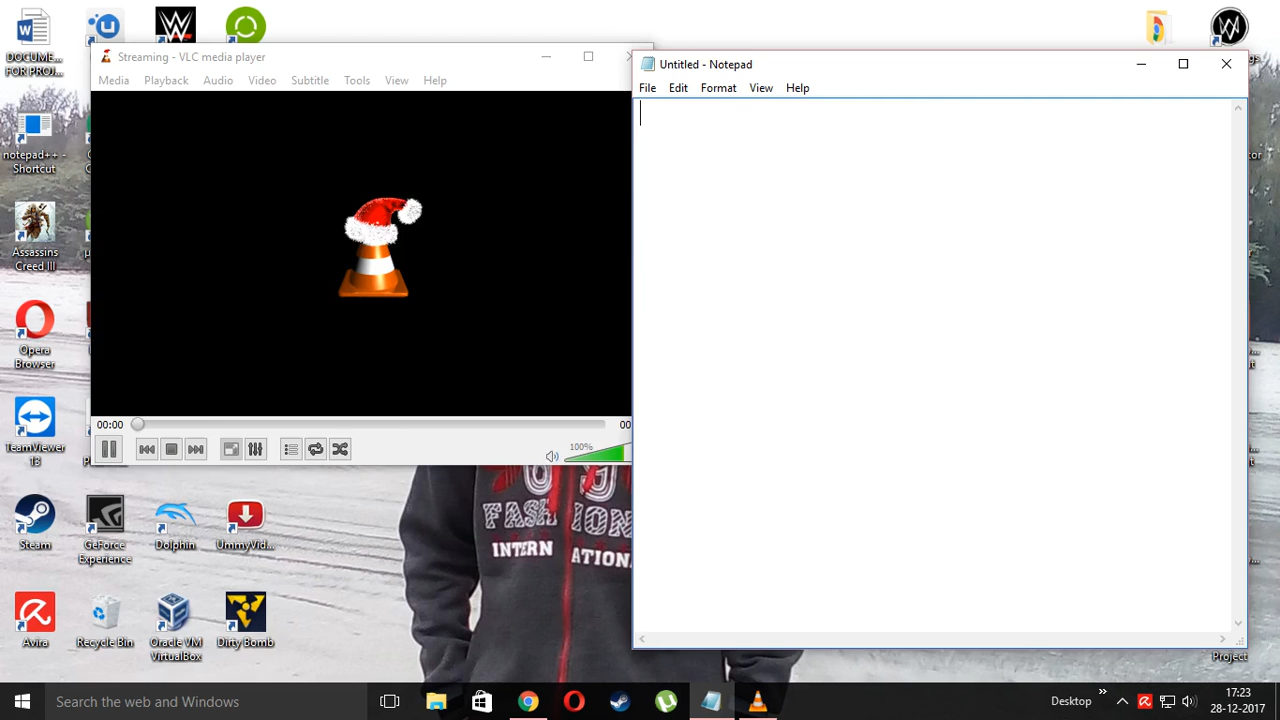 DOCUME...
FOR PROJ...
Streaming - VLC media player
Media Playback Audio Video Subtitle Tools View Help
Untitled - Notepad
File Edit Format View Help
notepad++ -
Shortcut
Assassins
Creed III
Opera
Browser
TeamViewer
13
00:00
100%
Steam
GeForce
Experience
Dolphin
UmmyVid...
FASHION
INTERNATIONAL
Avira
Recycle Bin
Oracle VM
VirtualBox
Dirty Bomb
Project
Search the web and Windows
Desktop
17:23
28-12-2017